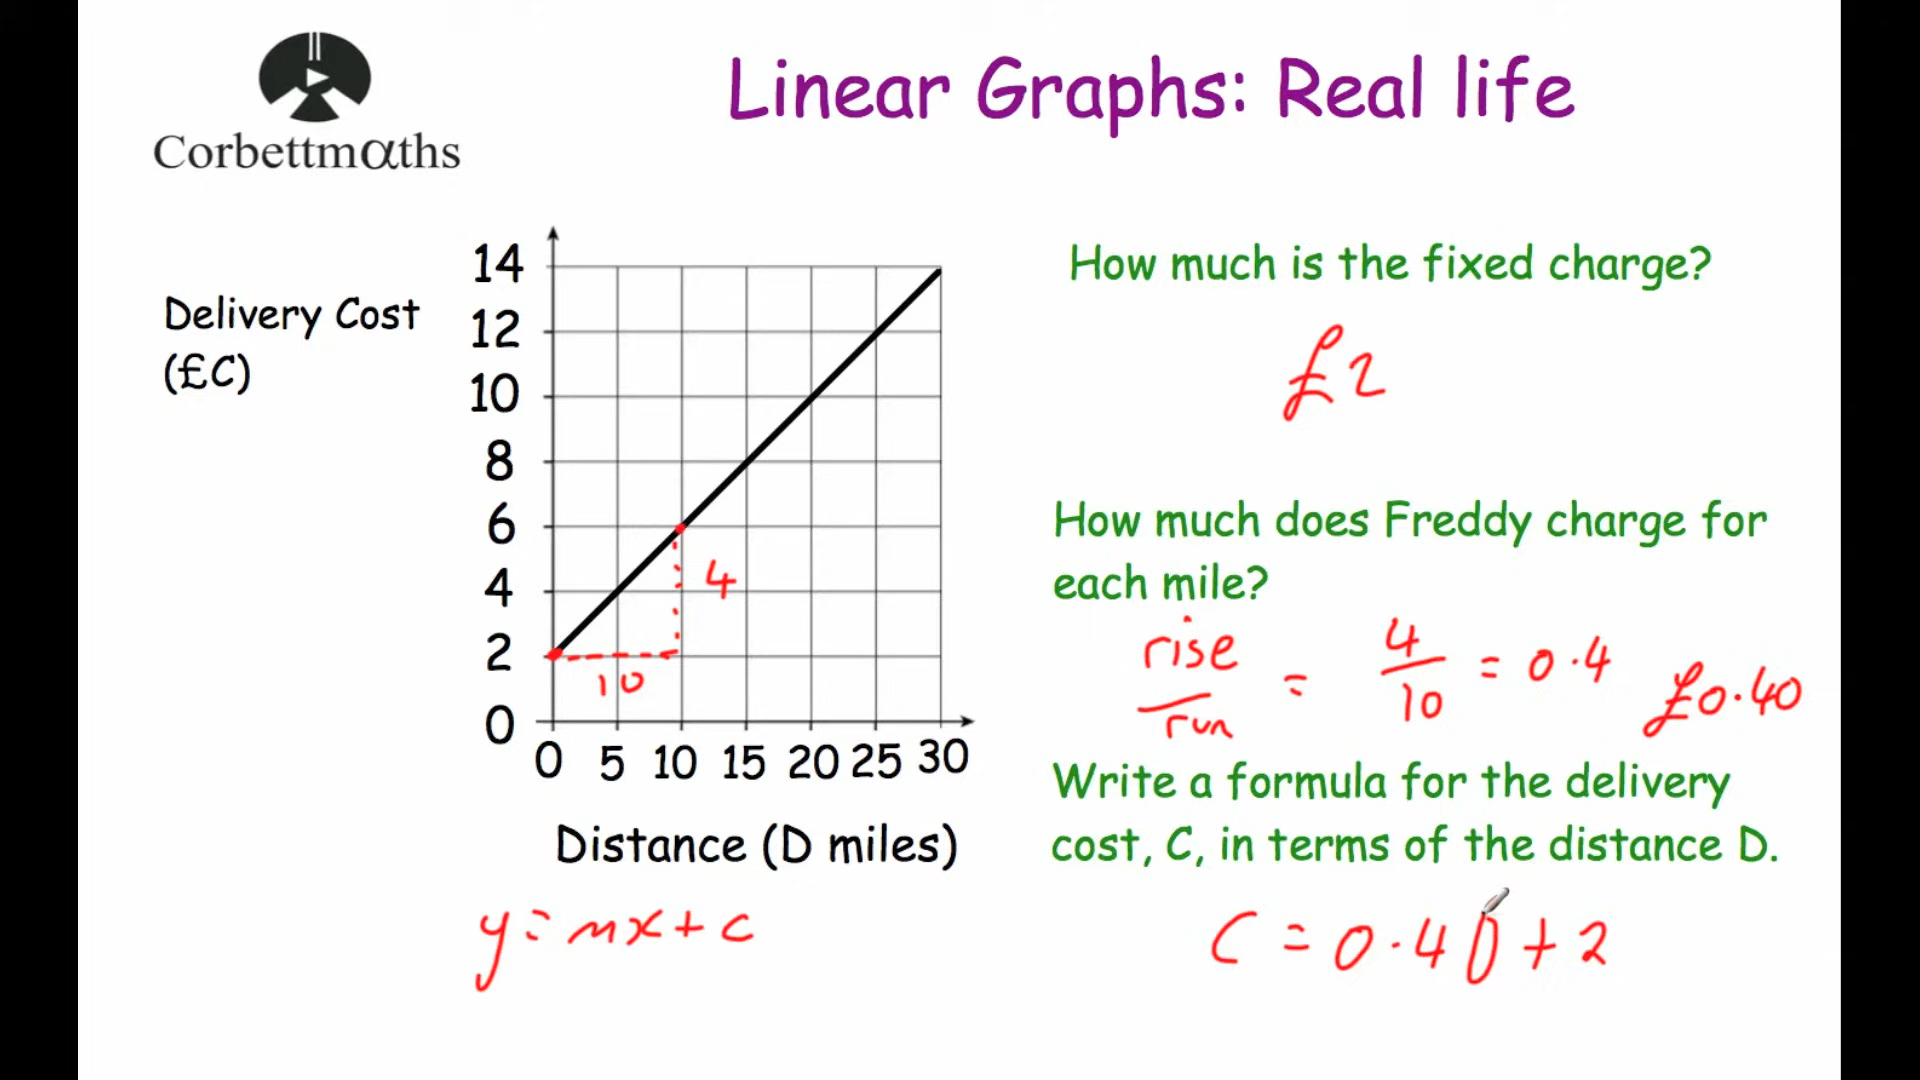 Linear Graphs: Real life
Corbettmαths
Delivery Cost
(£C)
14
12
10
8
6
4
2
0
0 5 10 15 20 25 30
4
10
Distance (D miles)
y = mx + c
How much is the fixed charge?
£2
How much does Freddy charge for
each mile?
rise/run = 4/10 = 0.4 £0.40
Write a formula for the delivery
cost, C, in terms of the distance D.
C = 0.4D + 2